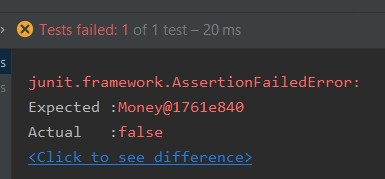 Tests failed: 1 of 1 test – 20 ms
junit.framework.AssertionFailedError:
Expected :Money@1761e840
Actual   :false
<Click to see difference>